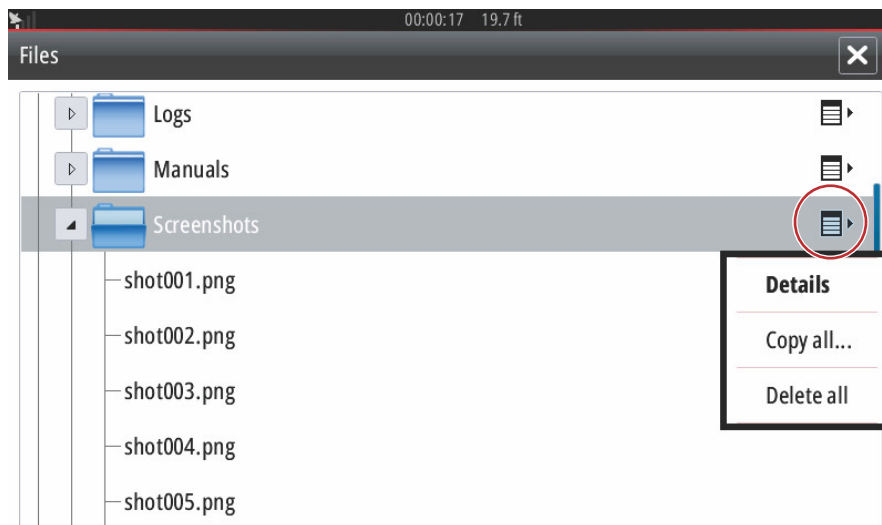 00:00:17 19.7 ft
Files
Logs
Manuals
Screenshots
shot001.png
Details
shot002.png
Copy all...
shot003.png
Delete all
shot004.png
shot005.png